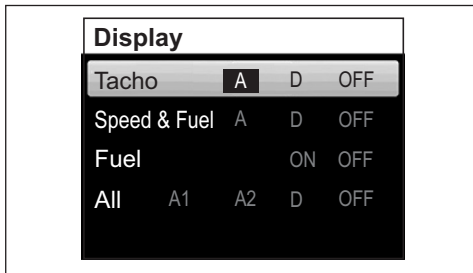 Display
Tacho A D OFF
Speed & Fuel A D OFF
Fuel ON OFF
All A1 A2 D OFF